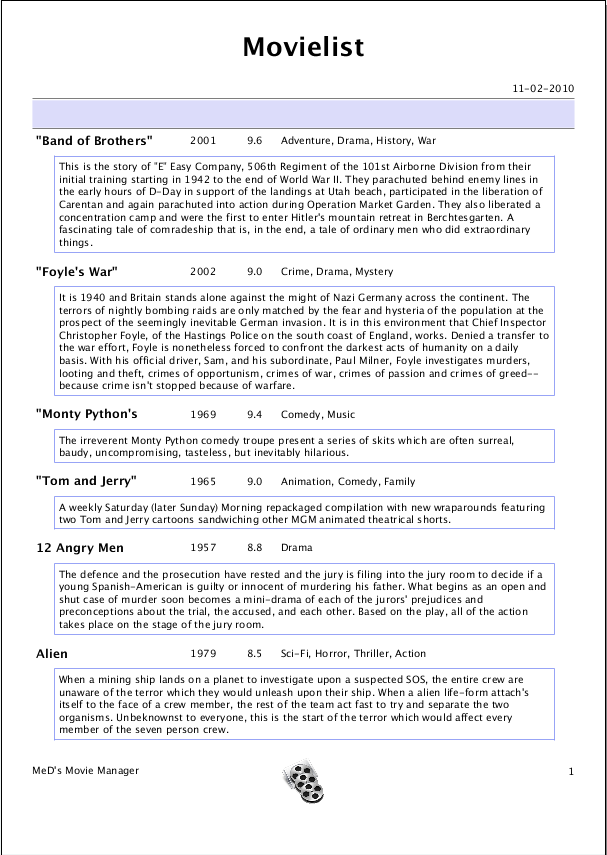 Movielist
11-02-2010
"Band of Brothers" 2001 9.6 Adventure, Drama, History, War
This is the story of "E" Easy Company, 506th Regiment of the 101st Airborne Division from their
initial training starting in 1942 to the end of World War II. They parachuted behind enemy lines in
the early hours of D-Day in support of the landings at Utah beach, participated in the liberation of
Carentan and again parachuted into action during Operation Market Garden. They also liberated a
concentration camp and were the first to enter Hitler's mountain retreat in Berchtesgarten. A
fascinating tale of comradeship that is, in the end, a tale of ordinary men who did extraordinary
things.
"Foyle's War" 2002 9.0 Crime, Drama, Mystery
It is 1940 and Britain stands alone against the might of Nazi Germany across the continent. The
terrors of nightly bombing raids are only matched by the fear and hysteria of the population at the
prospect of the seemingly inevitable German invasion. It is in this environment that Chief Inspector
Christopher Foyle, of the Hastings Police on the south coast of England, works. Denied a transfer to
the war effort, Foyle is nonetheless forced to confront the darkest acts of humanity on a daily
basis. With his official driver, Sam, and his subordinate, Paul Milner, Foyle investigates murders,
looting and theft, crimes of opportunism, crimes of war, crimes of passion and crimes of greed--
because crime isn't stopped because of warfare.
"Monty Python's 1969 9.4 Comedy, Music
The irreverent Monty Python comedy troupe present a series of skits which are often surreal,
baudy, uncompromising, tasteless, but inevitably hilarious.
"Tom and Jerry" 1965 9.0 Animation, Comedy, Family
A weekly Saturday (later Sunday) Morning repackaged compilation with new wraparounds featuring
two Tom and Jerry cartoons sandwiching other MGM animated theatrical shorts.
12 Angry Men 1957 8.8 Drama
The defence and the prosecution have rested and the jury is filing into the jury room to decide if a
young Spanish-American is guilty or innocent of murdering his father. What begins as an open and
shut case of murder soon becomes a mini-drama of each of the jurors' prejudices and
preconceptions about the trial, the accused, and each other. Based on the play, all of the action
takes place on the stage of the jury room.
Alien 1979 8.5 Sci-Fi, Horror, Thriller, Action
When a mining ship lands on a planet to investigate upon a suspected SOS, the entire crew are
unaware of the terror which they would unleash upon their ship. When a alien life-form attach's
itself to the face of a crew member, the rest of the team act fast to try and separate the two
organisms. Unbeknownst to everyone, this is the start of the terror which would affect every
member of the seven person crew.
MeD's Movie Manager 1